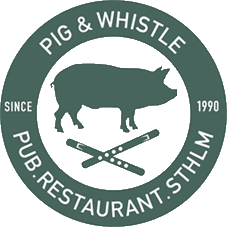 PIG & WHISTLE
SINCE
1990
PUB.RESTAURANT.STHLM